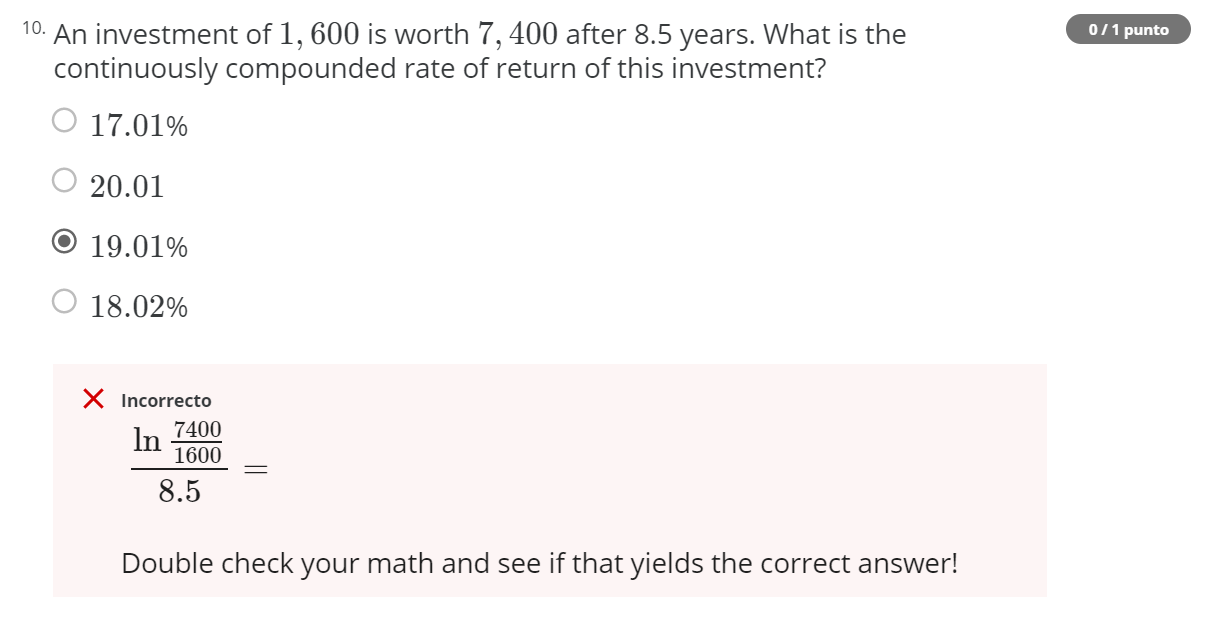 10. An investment of 1, 600 is worth 7, 400 after 8.5 years. What is the
0 / 1 punto
continuously compounded rate of return of this investment?
17.01%
20.01
19.01%
18.02%
Incorrecto
ln 7400
1600
=
8.5
Double check your math and see if that yields the correct answer!